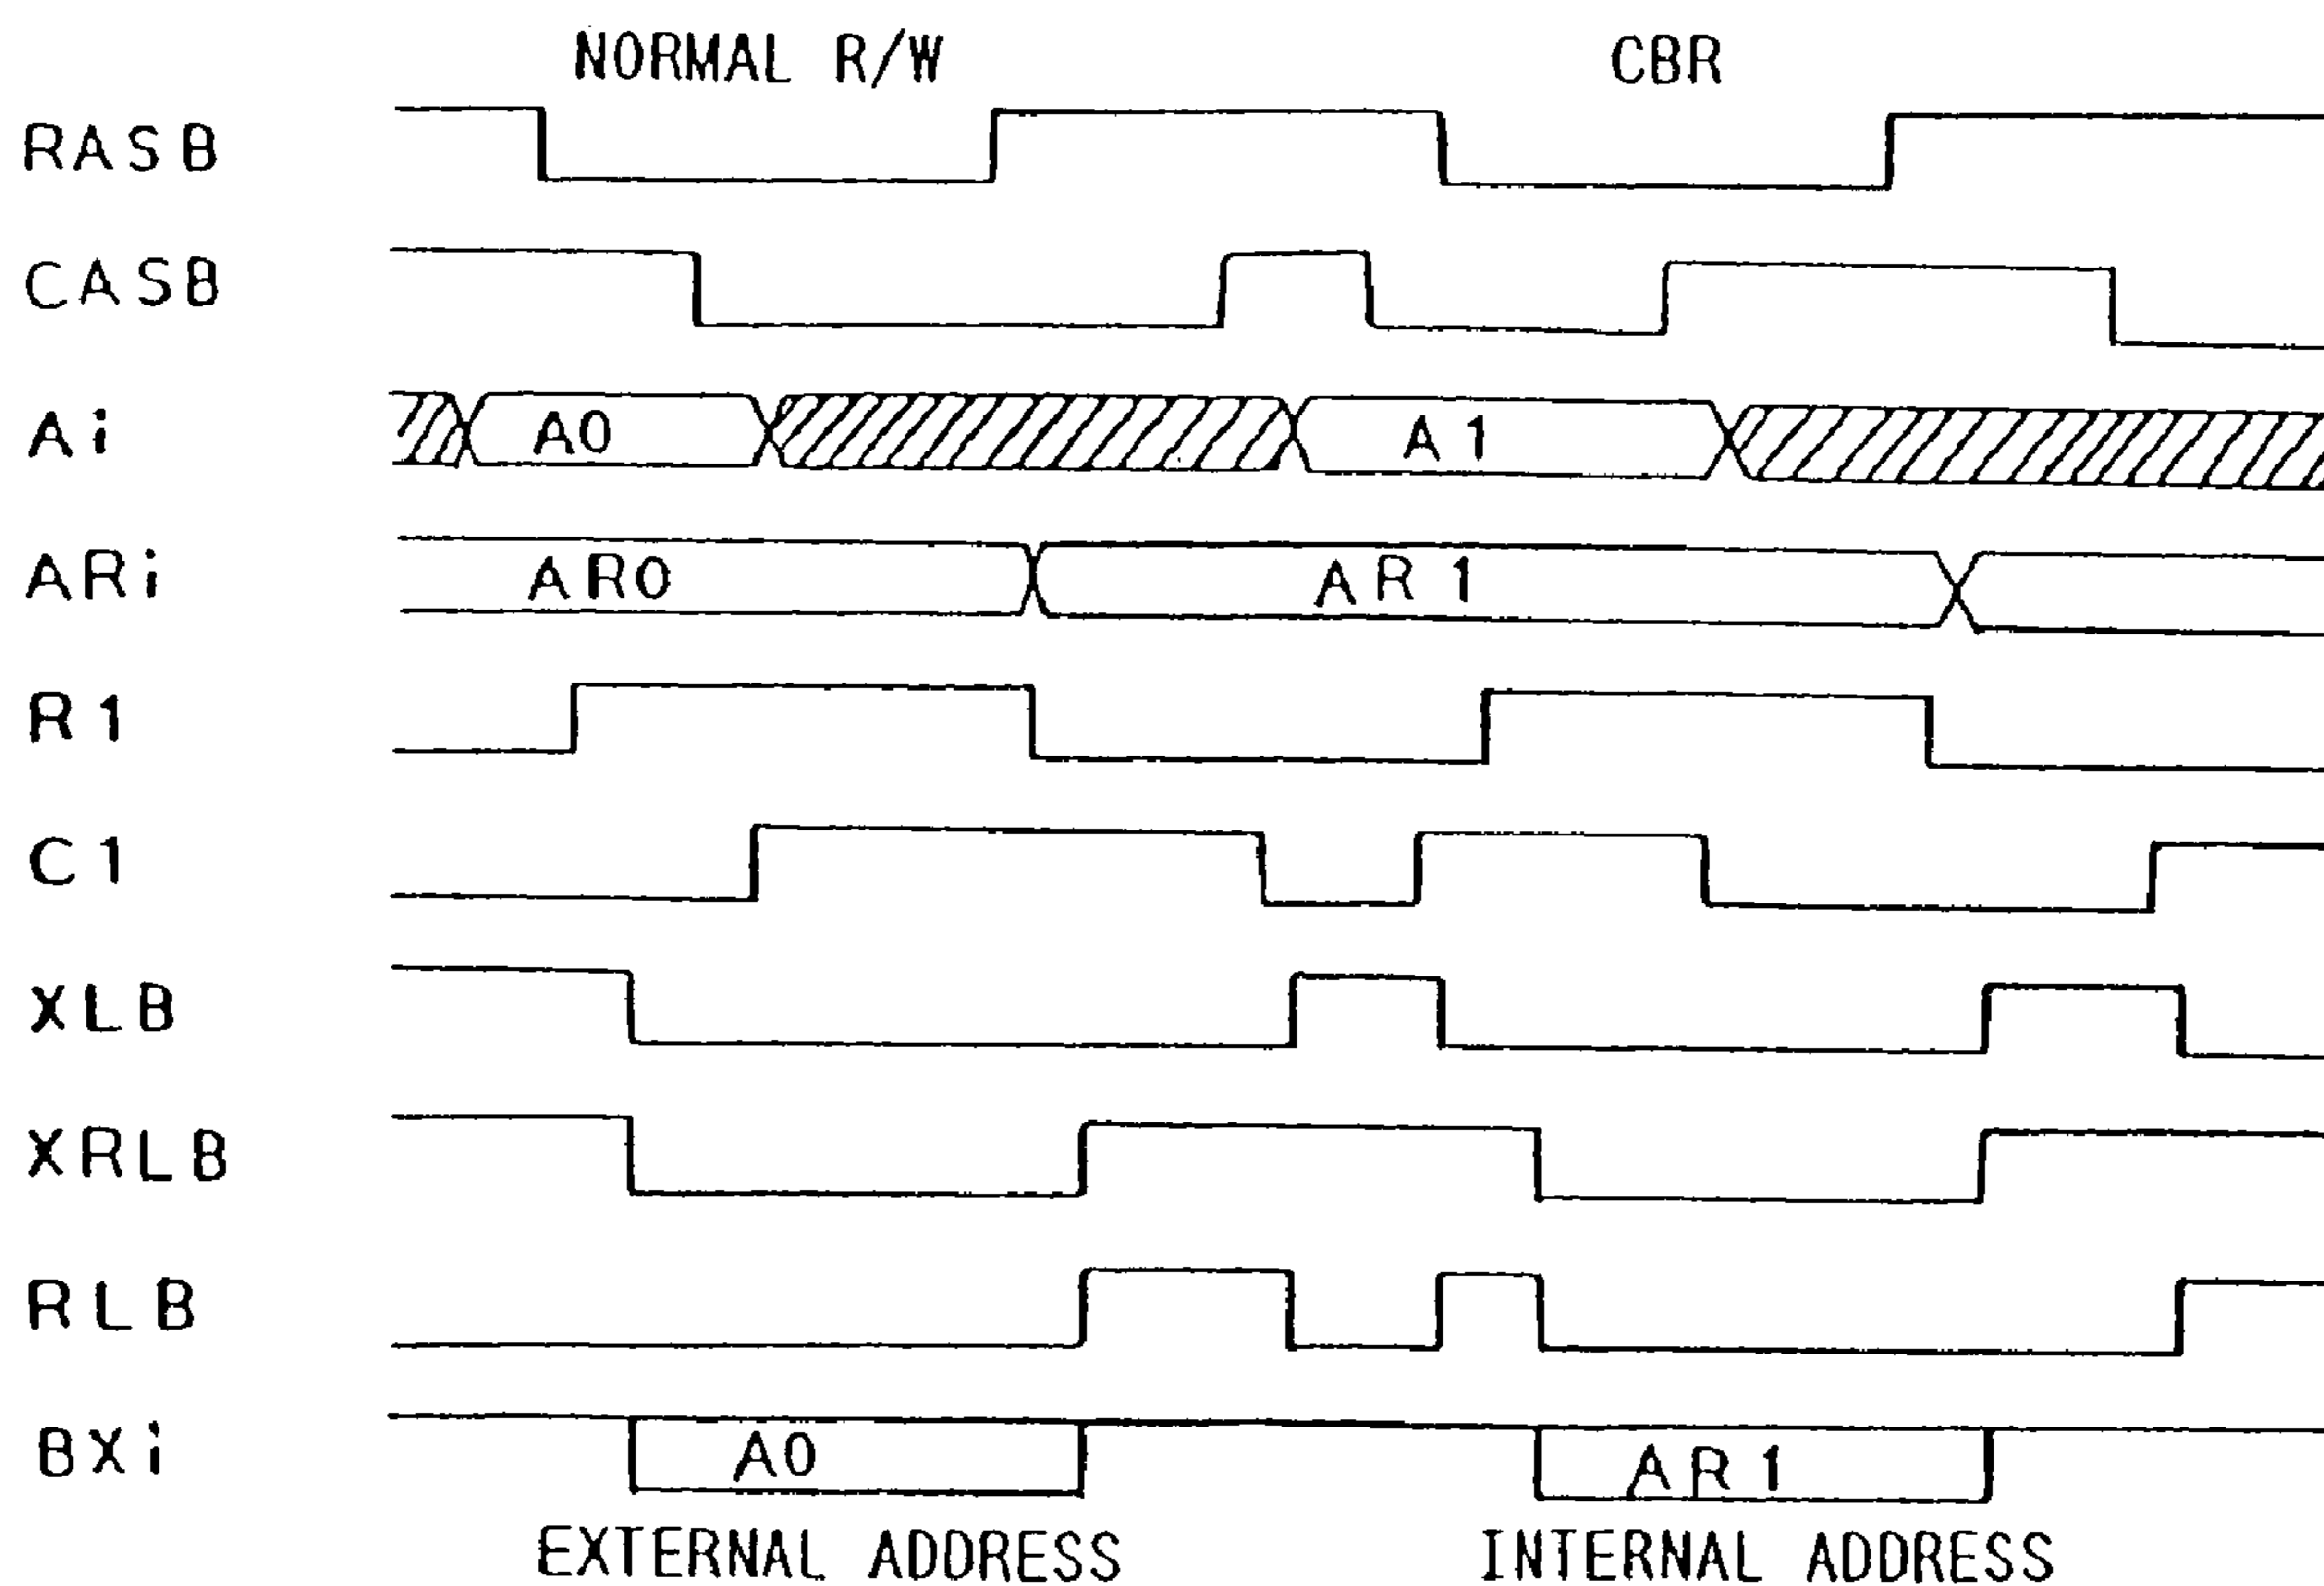 NORMAL R/W CBR
RASB
CASB
Ai A0 A1
ARi AR0 AR1
R1
C1
XLB
XRLB
RLB
BXi A0 AR1
EXTERNAL ADDRESS INTERNAL ADDRESS